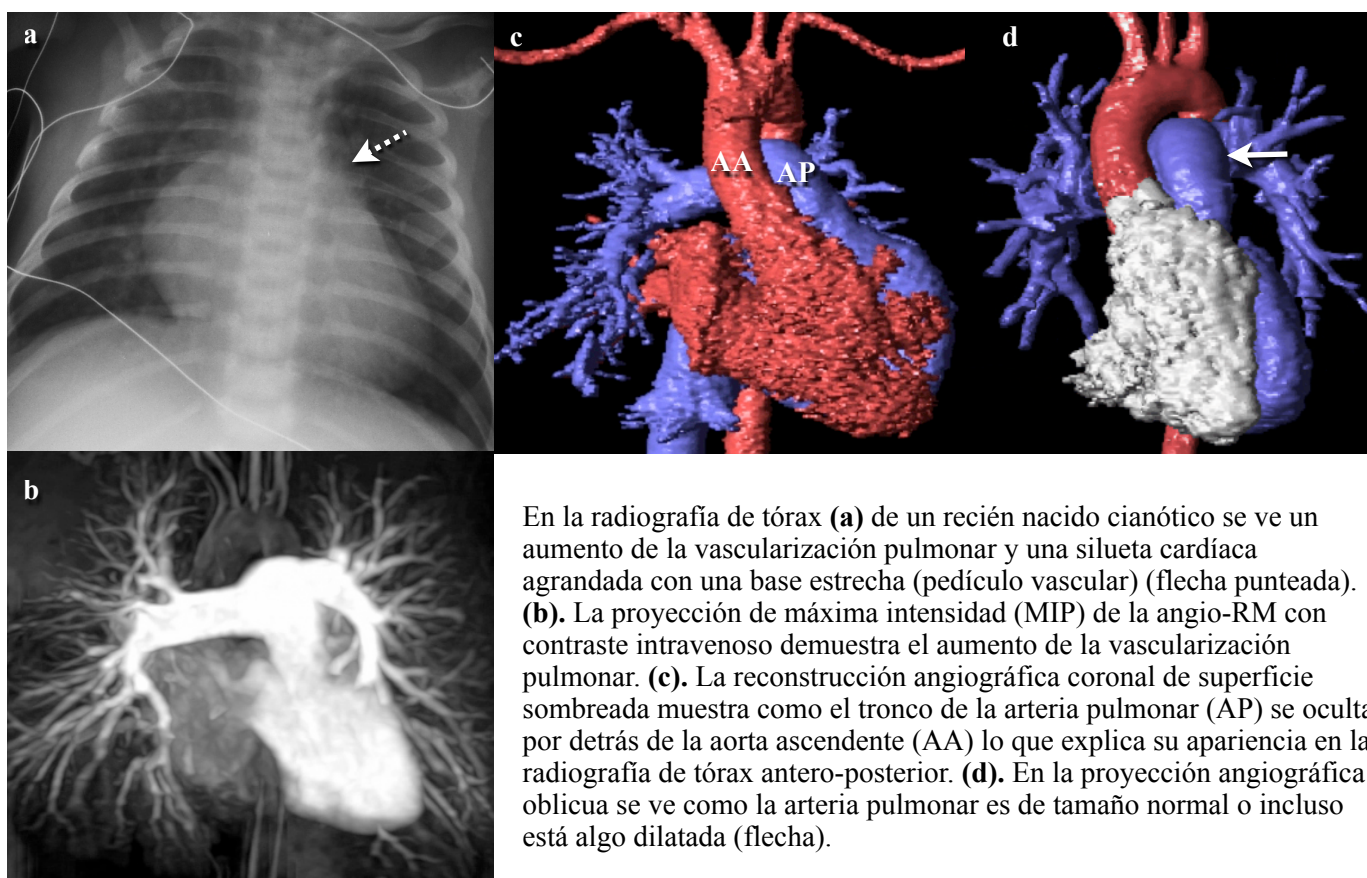 a
c
d
AA
AP
b
En la radiografía de tórax (a) de un recién nacido cianótico se ve un
aumento de la vascularización pulmonar y una silueta cardíaca
agrandada con una base estrecha (pedículo vascular) (flecha punteada).
(b). La proyección de máxima intensidad (MIP) de la angio-RM con
contraste intravenoso demuestra el aumento de la vascularización
pulmonar. (c). La reconstrucción angiográfica coronal de superficie
sombreada muestra como el tronco de la arteria pulmonar (AP) se oculta
por detrás de la aorta ascendente (AA) lo que explica su apariencia en la
radiografía de tórax antero-posterior. (d). En la proyección angiográfica
oblicua se ve como la arteria pulmonar es de tamaño normal o incluso
está algo dilatada (flecha).